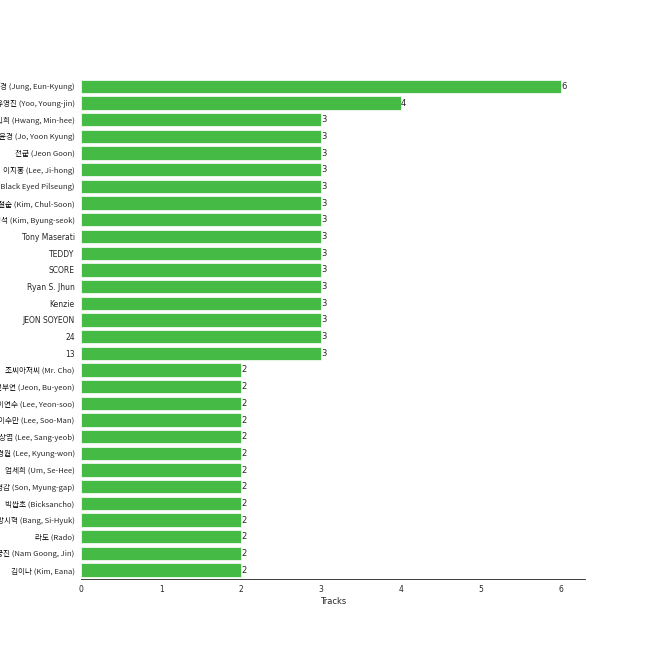 경 (Jung, Eun-Kyung) 6
유영진 (Yoo, Young-jin) 4
희 (Hwang, Min-hee) 3
윤경 (Jo, Yoon Kyung) 3
전군 (Jeon Goon) 3
이지홍 (Lee, Ji-hong) 3
Black Eyed Pilseung) 3
철순 (Kim, Chul-Soon) 3
석 (Kim, Byung-seok) 3
Tony Maserati 3
TEDDY 3
SCORE 3
Ryan S. Jhun 3
Kenzie 3
JEON SOYEON 3
24 3
13 3
조씨아저씨 (Mr. Cho) 2
부연 (Jeon, Bu-yeon) 2
이연수 (Lee, Yeon-soo) 2
이수만 (Lee, Soo-Man) 2
상엽 (Lee, Sang-yeob) 2
경원 (Lee, Kyung-won) 2
엄세희 (Um, Se-Hee) 2
명갑 (Son, Myung-gap) 2
빅싼초 (Bicksancho) 2
방시혁 (Bang, Si-Hyuk) 2
라도 (Rado) 2
궁진 (Nam Goong, Jin) 2
김이나 (Kim, Eana) 2
0 1 2 3 4 5 6
Tracks